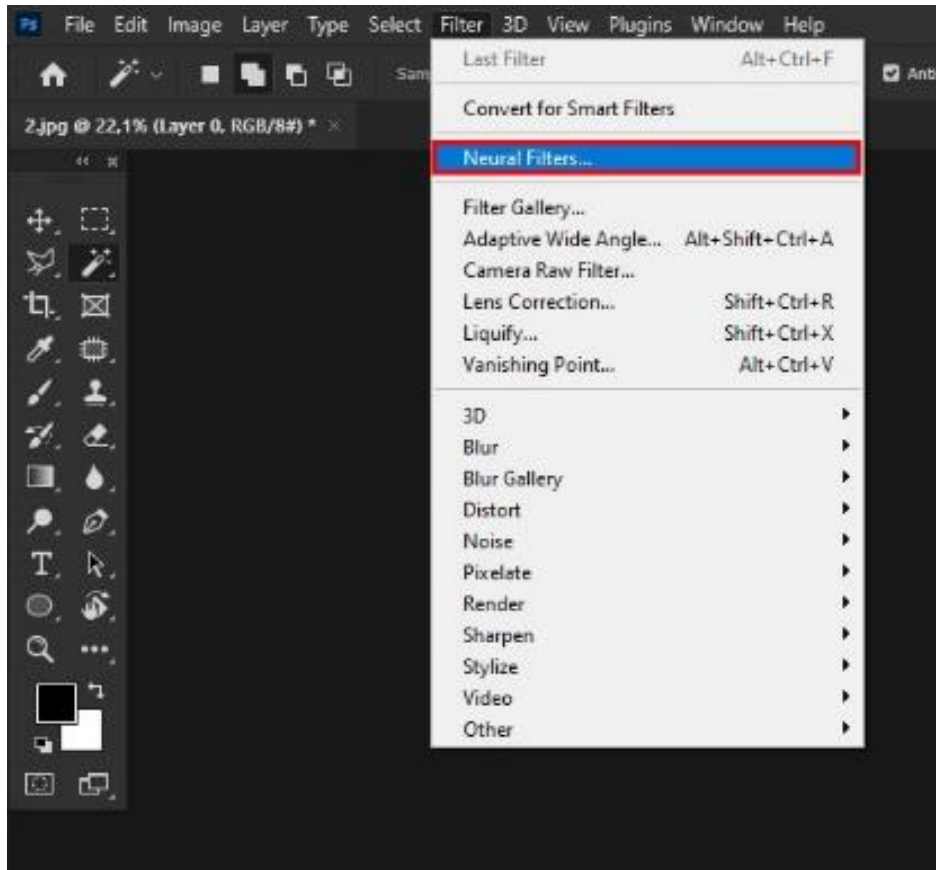 Ps File Edit Image Layer Type Select Filter 3D View Plugins Window Help
Sam
Anti
2.jpg @ 22,1% (Layer 0, RGB/8#) * ×
Last Filter Alt+Ctrl+F
Convert for Smart Filters
Neural Filters...
Filter Gallery...
Adaptive Wide Angle... Alt+Shift+Ctrl+A
Camera Raw Filter...
Lens Correction... Shift+Ctrl+R
Liquify... Shift+Ctrl+X
Vanishing Point... Alt+Ctrl+V
3D
Blur
Blur Gallery
Distort
Noise
Pixelate
Render
Sharpen
Stylize
Video
Other
T